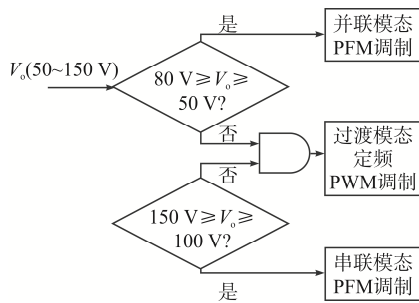 是
并联模态
PFM调制
Vo(50~150 V)
80 V≥Vo≥
50 V?
否
过渡模态
定频
PWM调制
否
150 V≥Vo≥
100 V?
串联模态
PFM调制
是